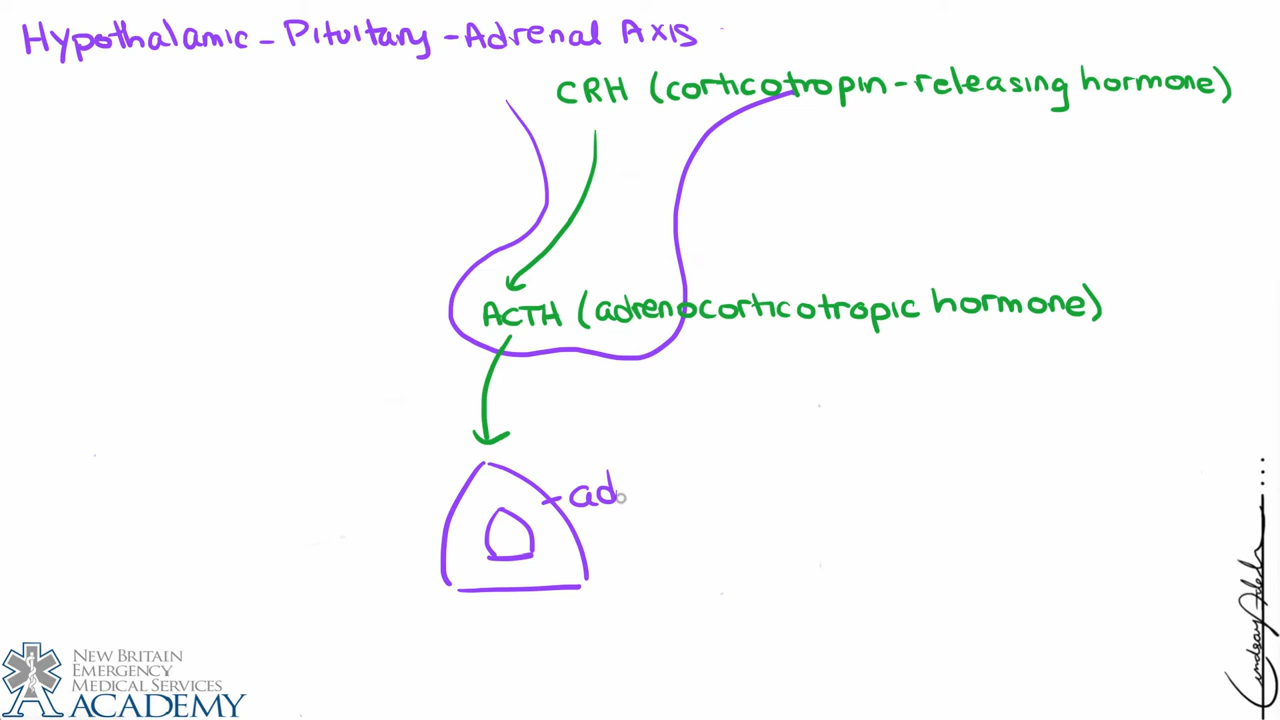 Hypothalamic - Pituitary - Adrenal Axis
CRH (corticotropin-releasing hormone)
ACTH (adrenocorticotropic hormone)
- ad
NEW BRITAIN
EMERGENCY
MEDICAL SERVICES
ACADEMY